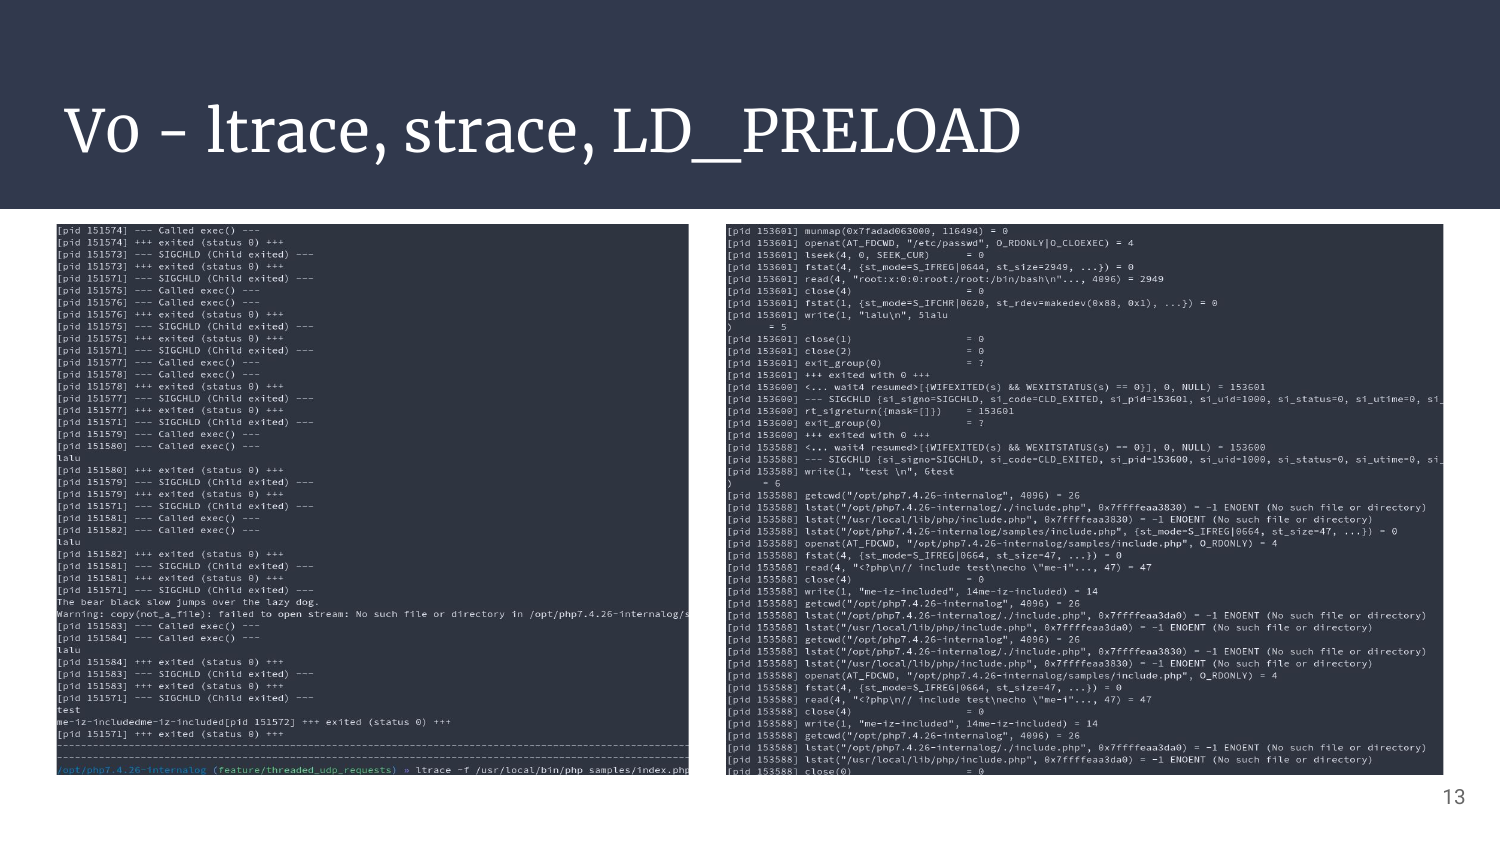 V0 - ltrace, strace, LD_PRELOAD
[pid 151574] --- Called exec() ---
[pid 151574] +++ exited (status 0) +++
[pid 151573] --- SIGCHLD (Child exited) ---
[pid 151573] +++ exited (status 0) +++
[pid 151571] --- SIGCHLD (Child exited) ---
[pid 151575] --- Called exec() ---
[pid 151576] --- Called exec() ---
[pid 151576] +++ exited (status 0) +++
[pid 151575] --- SIGCHLD (Child exited) ---
[pid 151575] +++ exited (status 0) +++
[pid 151571] --- SIGCHLD (Child exited) ---
[pid 151577] --- Called exec() ---
[pid 151578] --- Called exec() ---
[pid 151578] +++ exited (status 0) +++
[pid 151577] --- SIGCHLD (Child exited) ---
[pid 151577] +++ exited (status 0) +++
[pid 151571] --- SIGCHLD (Child exited) ---
[pid 151579] --- Called exec() ---
[pid 151580] --- Called exec() ---
lalu
[pid 151580] +++ exited (status 0) +++
[pid 151579] --- SIGCHLD (Child exited) ---
[pid 151579] +++ exited (status 0) +++
[pid 151571] --- SIGCHLD (Child exited) ---
[pid 151581] --- Called exec() ---
[pid 151582] --- Called exec() ---
lalu
[pid 151582] +++ exited (status 0) +++
[pid 151581] --- SIGCHLD (Child exited) ---
[pid 151581] +++ exited (status 0) +++
[pid 151571] --- SIGCHLD (Child exited) ---
The bear black slow jumps over the lazy dog.
Warning: copy(not_a_file): failed to open stream: No such file or directory in /opt/php7.4.26-internalog/s
[pid 151583] --- Called exec() ---
[pid 151584] --- Called exec() ---
lalu
[pid 151584] +++ exited (status 0) +++
[pid 151583] --- SIGCHLD (Child exited) ---
[pid 151583] +++ exited (status 0) +++
[pid 151571] --- SIGCHLD (Child exited) ---
test
me-iz-includedme-iz-included[pid 151572] +++ exited (status 0) +++
[pid 151571] +++ exited (status 0) +++
/opt/php7.4.26-internalog (feature/threaded_udp_requests) » ltrace -f /usr/local/bin/php samples/index.php
[pid 153601] munmap(0x7fadad063000, 116494) = 0
[pid 153601] openat(AT_FDCWD, "/etc/passwd", O_RDONLY|O_CLOEXEC) = 4
[pid 153601] lseek(4, 0, SEEK_CUR) = 0
[pid 153601] fstat(4, {st_mode=S_IFREG|0644, st_size=2949, ...}) = 0
[pid 153601] read(4, "root:x:0:0:root:/root:/bin/bash\n"..., 4096) = 2949
[pid 153601] close(4) = 0
[pid 153601] fstat(1, {st_mode=S_IFCHR|0620, st_rdev=makedev(0x88, 0x1), ...}) = 0
[pid 153601] write(1, "lalu\n", 5lalu
) = 5
[pid 153601] close(1) = 0
[pid 153601] close(2) = 0
[pid 153601] exit_group(0) = ?
[pid 153601] +++ exited with 0 +++
[pid 153600] <... wait4 resumed>[{WIFEXITED(s) && WEXITSTATUS(s) == 0}], 0, NULL) = 153601
[pid 153600] --- SIGCHLD {si_signo=SIGCHLD, si_code=CLD_EXITED, si_pid=153601, si_uid=1000, si_status=0, si_utime=0, si_
[pid 153600] rt_sigreturn({mask=[]}) = 153601
[pid 153600] exit_group(0) = ?
[pid 153600] +++ exited with 0 +++
[pid 153588] <... wait4 resumed>[{WIFEXITED(s) && WEXITSTATUS(s) == 0}], 0, NULL) = 153600
[pid 153588] --- SIGCHLD {si_signo=SIGCHLD, si_code=CLD_EXITED, si_pid=153600, si_uid=1000, si_status=0, si_utime=0, si_
[pid 153588] write(1, "test \n", 6test
) = 6
[pid 153588] getcwd("/opt/php7.4.26-internalog", 4096) = 26
[pid 153588] lstat("/opt/php7.4.26-internalog/./include.php", 0x7ffffeaa3830) = -1 ENOENT (No such file or directory)
[pid 153588] lstat("/usr/local/lib/php/include.php", 0x7ffffeaa3830) = -1 ENOENT (No such file or directory)
[pid 153588] lstat("/opt/php7.4.26-internalog/samples/include.php", {st_mode=S_IFREG|0664, st_size=47, ...}) = 0
[pid 153588] openat(AT_FDCWD, "/opt/php7.4.26-internalog/samples/include.php", O_RDONLY) = 4
[pid 153588] fstat(4, {st_mode=S_IFREG|0664, st_size=47, ...}) = 0
[pid 153588] read(4, "<?php\n// include test\necho \"me-i"..., 47) = 47
[pid 153588] close(4) = 0
[pid 153588] write(1, "me-iz-included", 14me-iz-included) = 14
[pid 153588] getcwd("/opt/php7.4.26-internalog", 4096) = 26
[pid 153588] lstat("/opt/php7.4.26-internalog/./include.php", 0x7ffffeaa3da0) = -1 ENOENT (No such file or directory)
[pid 153588] lstat("/usr/local/lib/php/include.php", 0x7ffffeaa3da0) = -1 ENOENT (No such file or directory)
[pid 153588] getcwd("/opt/php7.4.26-internalog", 4096) = 26
[pid 153588] lstat("/opt/php7.4.26-internalog/./include.php", 0x7ffffeaa3830) = -1 ENOENT (No such file or directory)
[pid 153588] lstat("/usr/local/lib/php/include.php", 0x7ffffeaa3830) = -1 ENOENT (No such file or directory)
[pid 153588] openat(AT_FDCWD, "/opt/php7.4.26-internalog/samples/include.php", O_RDONLY) = 4
[pid 153588] fstat(4, {st_mode=S_IFREG|0664, st_size=47, ...}) = 0
[pid 153588] read(4, "<?php\n// include test\necho \"me-i"..., 47) = 47
[pid 153588] close(4) = 0
[pid 153588] write(1, "me-iz-included", 14me-iz-included) = 14
[pid 153588] getcwd("/opt/php7.4.26-internalog", 4096) = 26
[pid 153588] lstat("/opt/php7.4.26-internalog/./include.php", 0x7ffffeaa3da0) = -1 ENOENT (No such file or directory)
[pid 153588] lstat("/usr/local/lib/php/include.php", 0x7ffffeaa3da0) = -1 ENOENT (No such file or directory)
[pid 153588] close(0) = 0
13